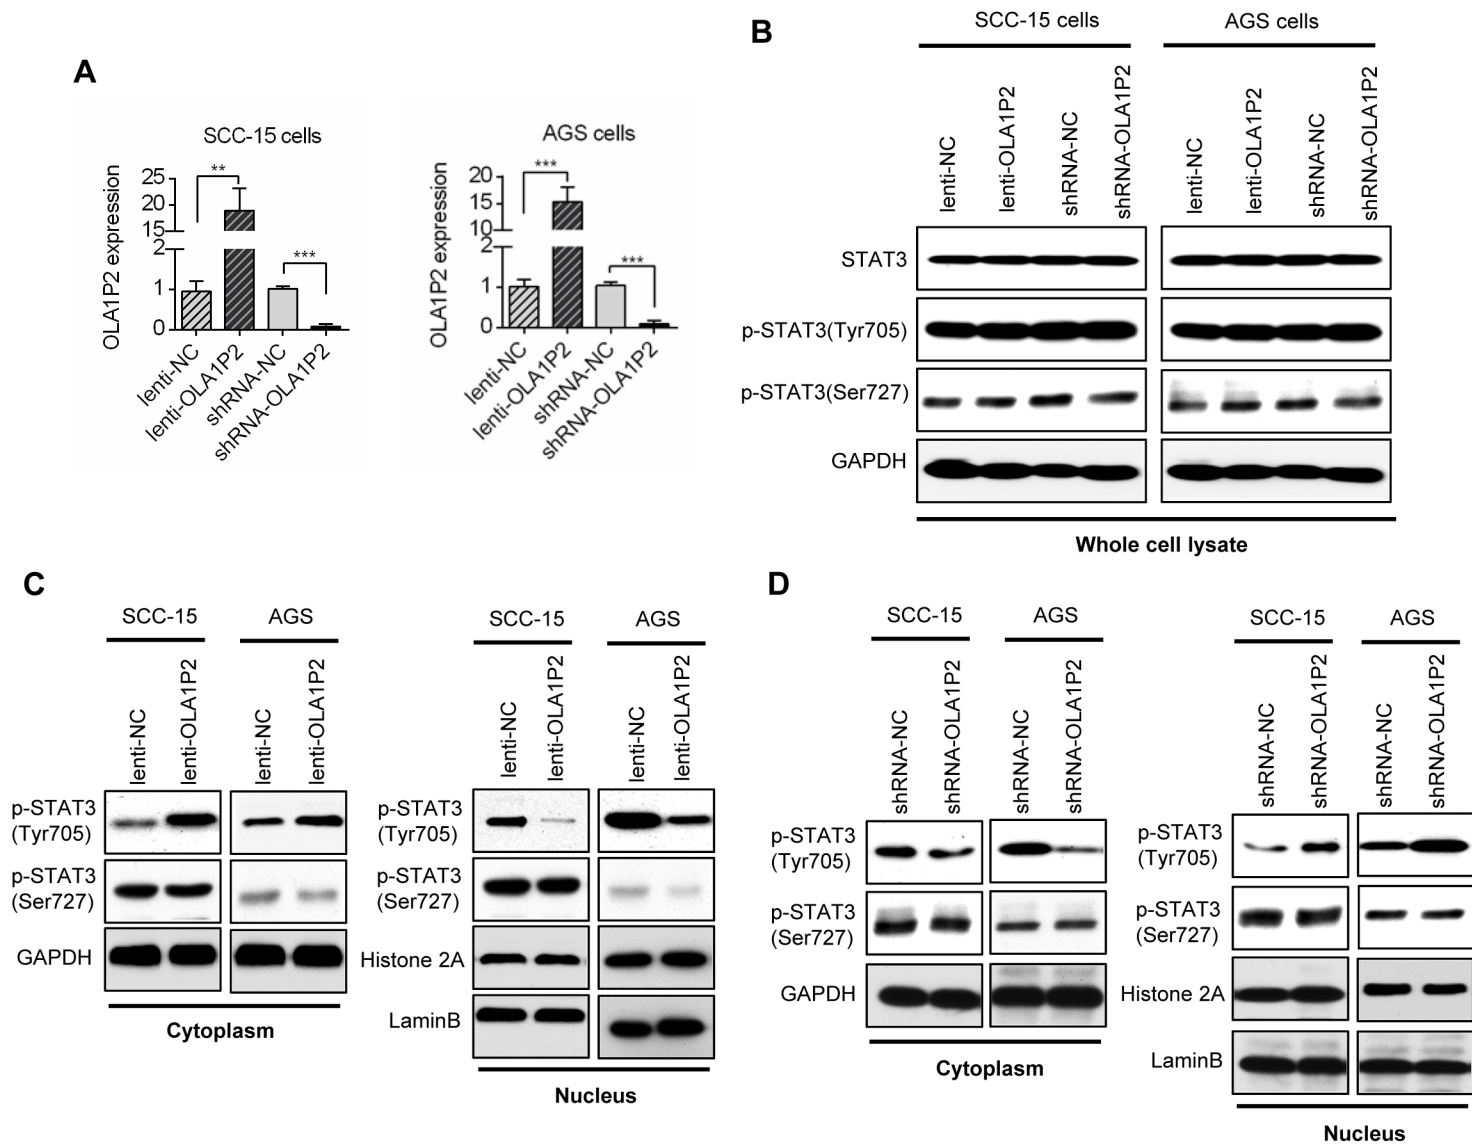 A
SCC-15 cells
OLA1P2 expression
25
20
15
2
1
0
**
***
lenti-NC
lenti-OLA1P2
shRNA-NC
shRNA-OLA1P2
AGS cells
OLA1P2 expression
20
15
10
2
1
0
***
***
lenti-NC
lenti-OLA1P2
shRNA-NC
shRNA-OLA1P2
B
SCC-15 cells
AGS cells
lenti-NC
lenti-OLA1P2
shRNA-NC
shRNA-OLA1P2
lenti-NC
lenti-OLA1P2
shRNA-NC
shRNA-OLA1P2
STAT3
p-STAT3(Tyr705)
p-STAT3(Ser727)
GAPDH
Whole cell lysate
C
SCC-15
AGS
lenti-NC
lenti-OLA1P2
lenti-NC
lenti-OLA1P2
p-STAT3
(Tyr705)
p-STAT3
(Ser727)
GAPDH
Cytoplasm
SCC-15
AGS
lenti-NC
lenti-OLA1P2
lenti-NC
lenti-OLA1P2
p-STAT3
(Tyr705)
p-STAT3
(Ser727)
Histone 2A
LaminB
Nucleus
D
SCC-15
AGS
shRNA-NC
shRNA-OLA1P2
shRNA-NC
shRNA-OLA1P2
p-STAT3
(Tyr705)
p-STAT3
(Ser727)
GAPDH
Cytoplasm
SCC-15
AGS
shRNA-NC
shRNA-OLA1P2
shRNA-NC
shRNA-OLA1P2
p-STAT3
(Tyr705)
p-STAT3
(Ser727)
Histone 2A
LaminB
Nucleus